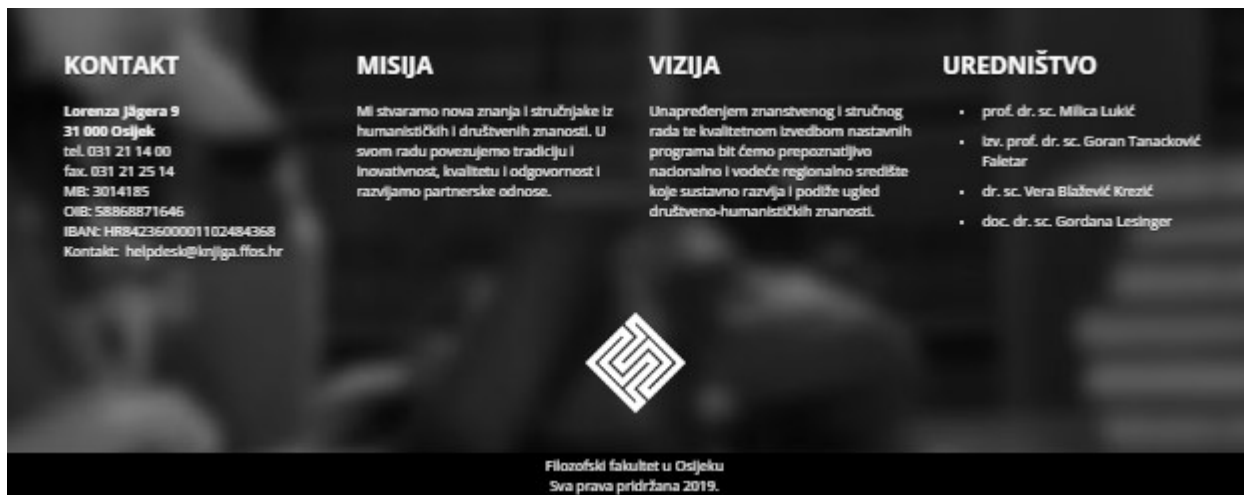 KONTAKT
Lorenza Jägera 9
31 000 Osijek
tel. 031 21 14 00
fax. 031 21 25 14
MB: 3014185
OIB: 58868871646
IBAN: HR8423600001102484368
Kontakt: helpdesk@knjiga.ffos.hr
MISIJA
Mi stvaramo nova znanja i stručnjake iz
humanističkih i društvenih znanosti. U
svom radu povezujemo tradiciju i
inovativnost, kvalitetu i odgovornost i
razvijamo partnerske odnose.
VIZIJA
Unapređenjem znanstvenog i stručnog
rada te kvalitetnom izvedbom nastavnih
programa bit ćemo prepoznatljivo
nacionalno i vodeće regionalno središte
koje sustavno razvija i podiže ugled
društveno-humanističkih znanosti.
UREDNIŠTVO
• prof. dr. sc. Milica Lukić
• izv. prof. dr. sc. Goran Tanacković
Faletar
• dr. sc. Vera Blažević Krezić
• doc. dr. sc. Gordana Lesinger
Filozofski fakultet u Osijeku
Sva prava pridržana 2019.